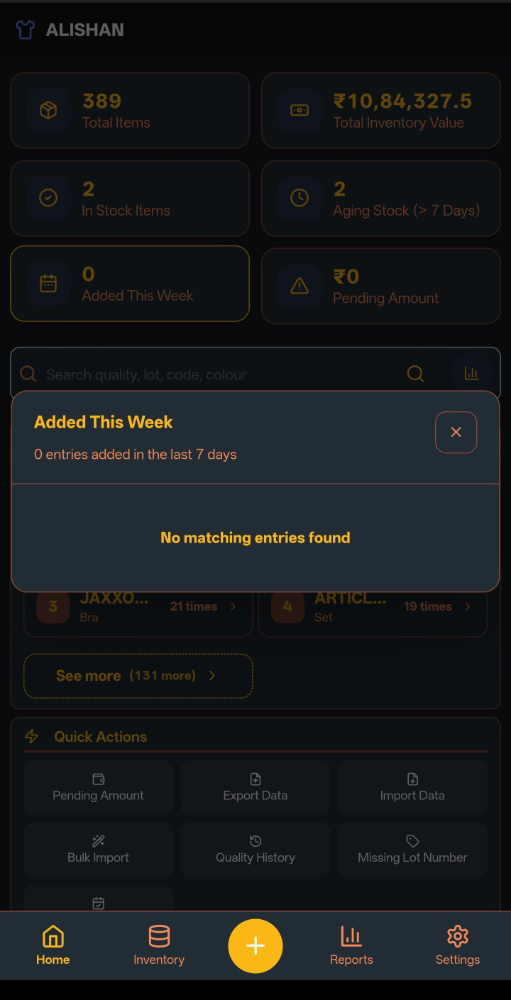 ALISHAN
389
Total Items
₹10,84,327.5
Total Inventory Value
2
In Stock Items
2
Aging Stock (> 7 Days)
0
Added This Week
₹0
Pending Amount
Search quality, lot, code, colour
Added This Week
0 entries added in the last 7 days
No matching entries found
3
JAXXO...
Bra
21 times
4
ARTICL...
Set
19 times
See more (131 more)
Quick Actions
Pending Amount
Export Data
Import Data
Bulk Import
Quality History
Missing Lot Number
Home
Inventory
Reports
Settings